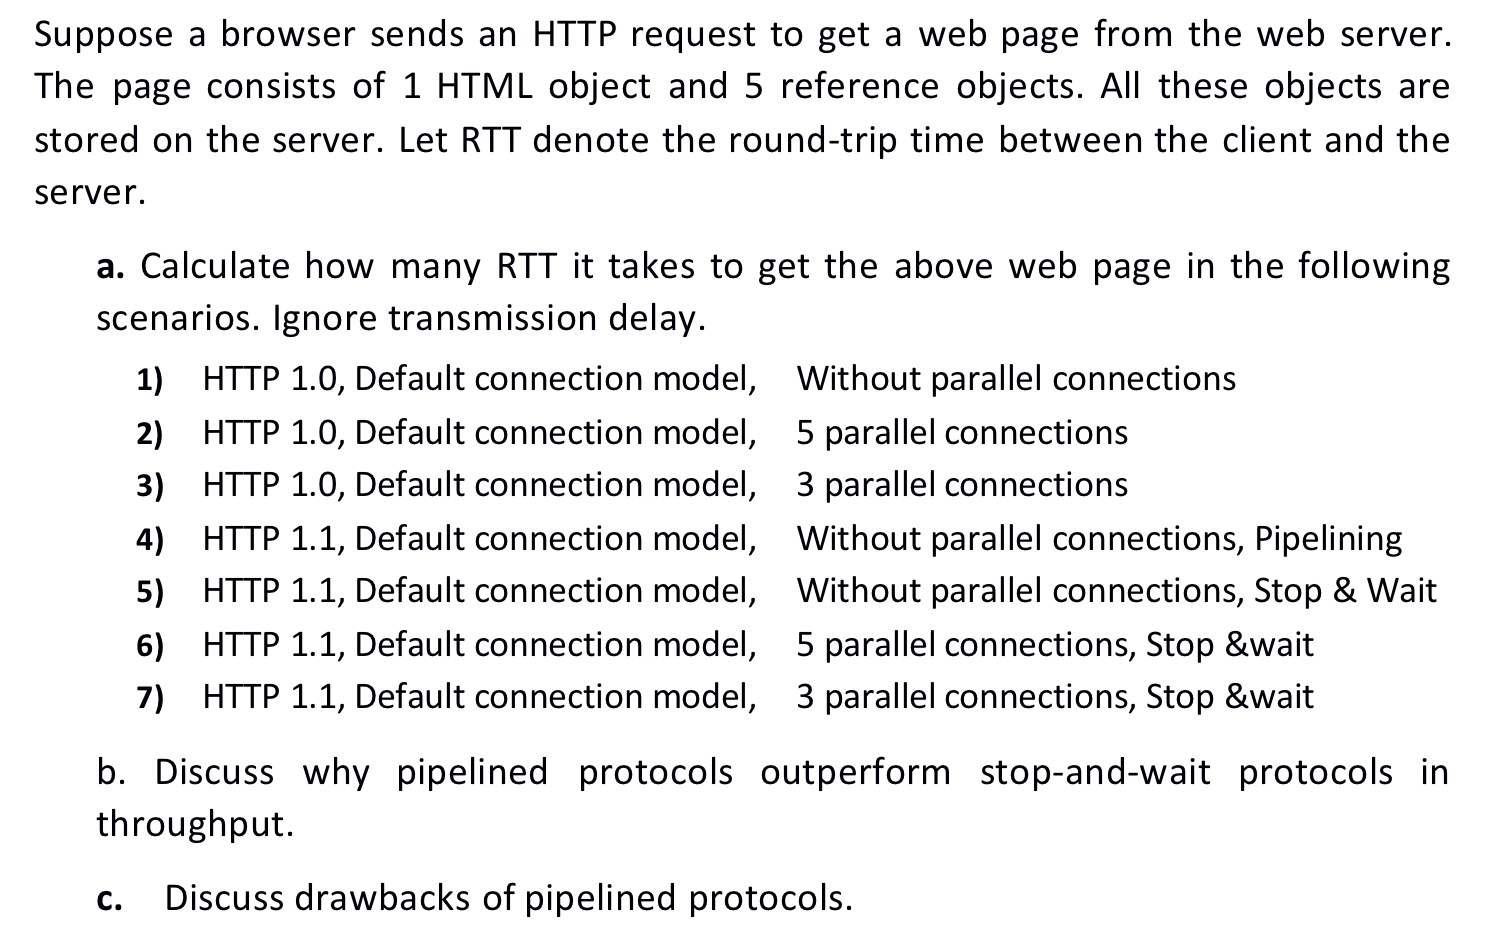 Suppose a browser sends an HTTP request to get a web page from the web server.
The page consists of 1 HTML object and 5 reference objects. All these objects are
stored on the server. Let RTT denote the round-trip time between the client and the
server.
a. Calculate how many RTT it takes to get the above web page in the following
scenarios. Ignore transmission delay.
1) HTTP 1.0, Default connection model, Without parallel connections
2) HTTP 1.0, Default connection model, 5 parallel connections
3) HTTP 1.0, Default connection model, 3 parallel connections
4) HTTP 1.1, Default connection model, Without parallel connections, Pipelining
5) HTTP 1.1, Default connection model, Without parallel connections, Stop & Wait
6) HTTP 1.1, Default connection model, 5 parallel connections, Stop &wait
7) HTTP 1.1, Default connection model, 3 parallel connections, Stop &wait
b. Discuss why pipelined protocols outperform stop-and-wait protocols in
throughput.
c. Discuss drawbacks of pipelined protocols.